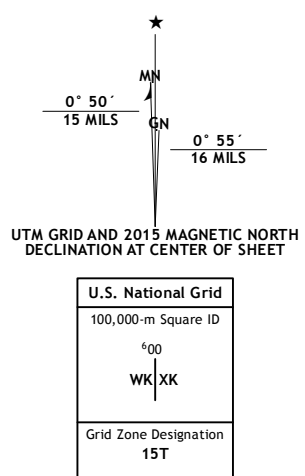 ★
MN
0° 50´
15 MILS
GN
0° 55´
16 MILS
UTM GRID AND 2015 MAGNETIC NORTH
DECLINATION AT CENTER OF SHEET
U.S. National Grid
100,000-m Square ID
⁶00
WK XK
Grid Zone Designation
15T